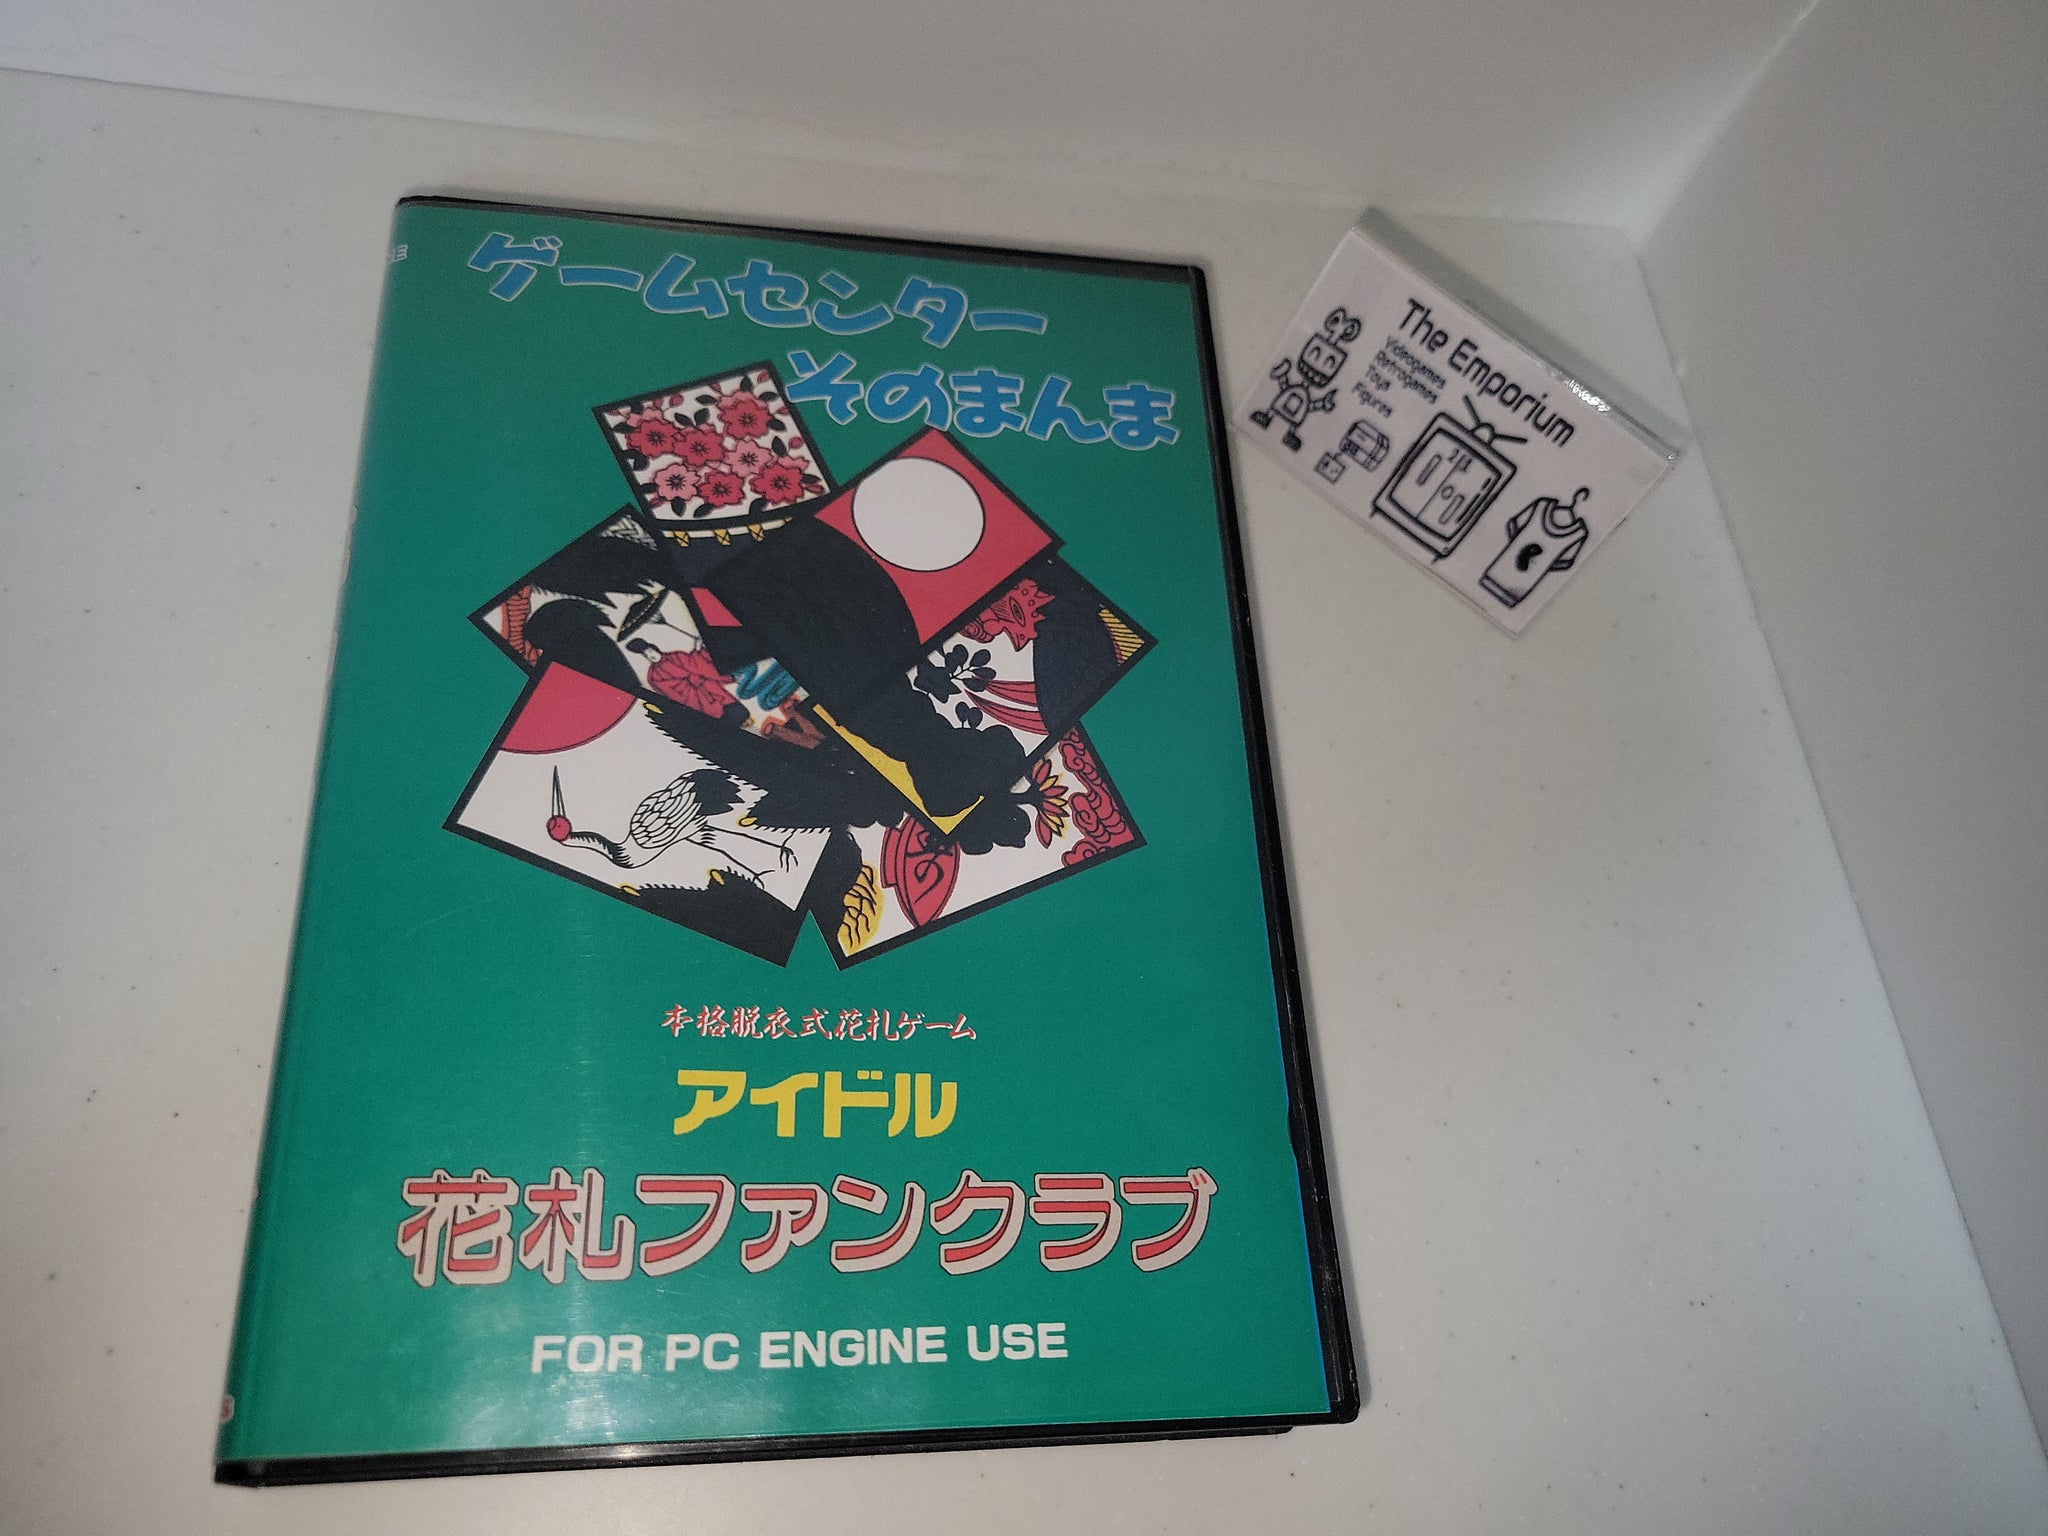 ゲームセンター
そのまんま
本格脱衣式花札ゲーム
アイドル
花札ファンクラブ
FOR PC ENGINE USE
The Emporium
Videogames
Retrogames
Toys
Figures